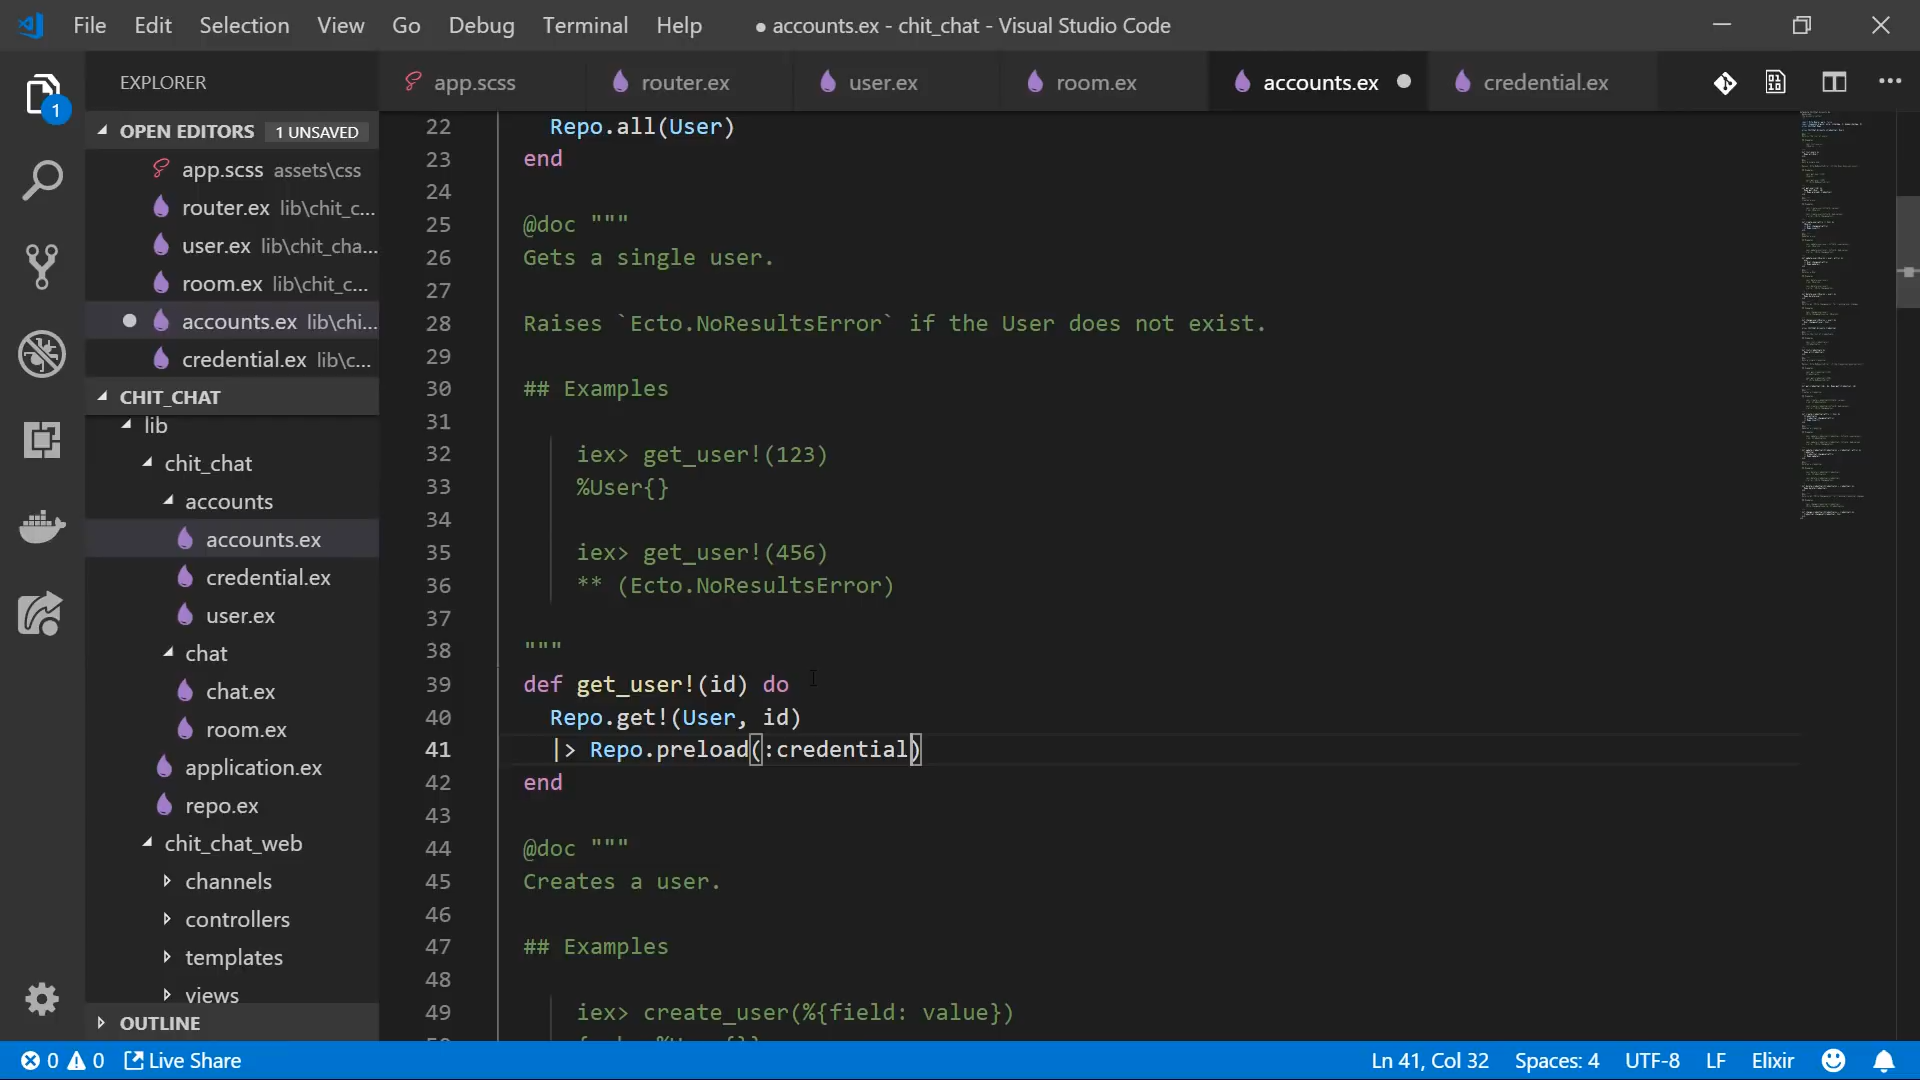 File Edit Selection View Go Debug Terminal Help ● accounts.ex - chit_chat - Visual Studio Code
EXPLORER
app.scss router.ex user.ex room.ex accounts.ex credential.ex
1
OPEN EDITORS 1 UNSAVED
app.scss assets\css
router.ex lib\chit_c...
user.ex lib\chit_cha...
room.ex lib\chit_c...
accounts.ex lib\chi...
credential.ex lib\c...
CHIT_CHAT
lib
chit_chat
accounts
accounts.ex
credential.ex
user.ex
chat
chat.ex
room.ex
application.ex
repo.ex
chit_chat_web
channels
controllers
templates
views
OUTLINE
22 Repo.all(User)
23 end
24
25 @doc """
26 Gets a single user.
27
28 Raises `Ecto.NoResultsError` if the User does not exist.
29
30 ## Examples
31
32 iex> get_user!(123)
33 %User{}
34
35 iex> get_user!(456)
36 ** (Ecto.NoResultsError)
37
38 """
39 def get_user!(id) do
40 Repo.get!(User, id)
41 |> Repo.preload(:credential)
42 end
43
44 @doc """
45 Creates a user.
46
47 ## Examples
48
49 iex> create_user(%{field: value})
0 0 Live Share Ln 41, Col 32 Spaces: 4 UTF-8 LF Elixir